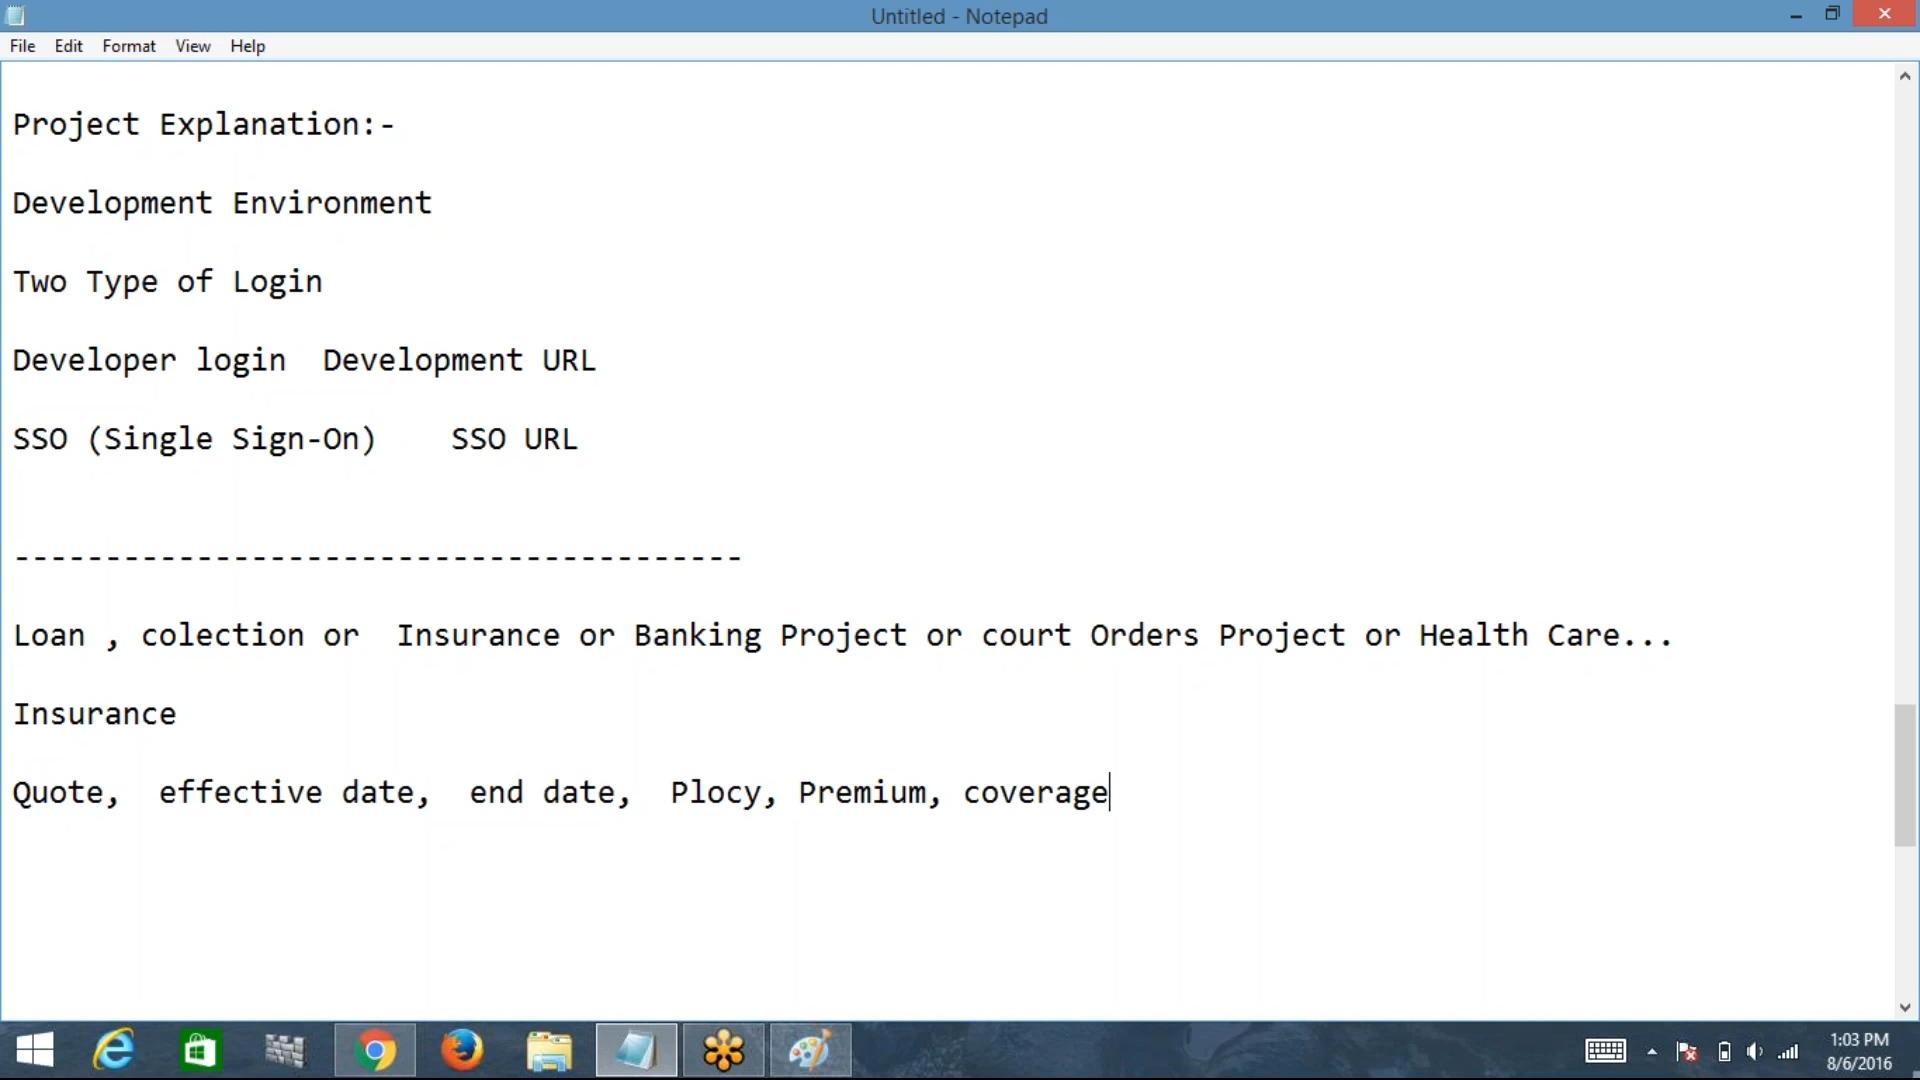 Untitled - Notepad
File Edit Format View Help
Project Explanation:-
Development Environment
Two Type of Login
Developer login  Development URL
SSO (Single Sign-On)    SSO URL
----------------------------------------
Loan , colection or  Insurance or Banking Project or court Orders Project or Health Care...
Insurance
Quote,  effective date,  end date,  Plocy, Premium, coverage
1:03 PM
8/6/2016